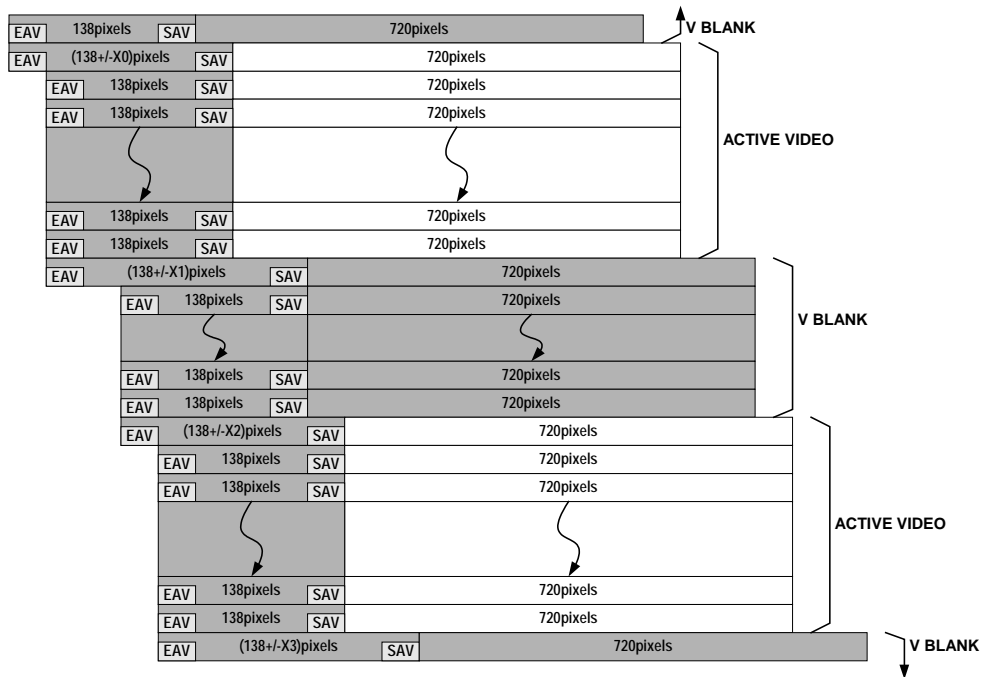 EAV 138pixels SAV 720pixels V BLANK
EAV (138+/-X0)pixels SAV 720pixels
EAV 138pixels SAV 720pixels
EAV 138pixels SAV 720pixels
ACTIVE VIDEO
EAV 138pixels SAV 720pixels
EAV 138pixels SAV 720pixels
EAV (138+/-X1)pixels SAV 720pixels
EAV 138pixels SAV 720pixels
V BLANK
EAV 138pixels SAV 720pixels
EAV 138pixels SAV 720pixels
EAV (138+/-X2)pixels SAV 720pixels
EAV 138pixels SAV 720pixels
EAV 138pixels SAV 720pixels
ACTIVE VIDEO
EAV 138pixels SAV 720pixels
EAV 138pixels SAV 720pixels
EAV (138+/-X3)pixels SAV 720pixels V BLANK